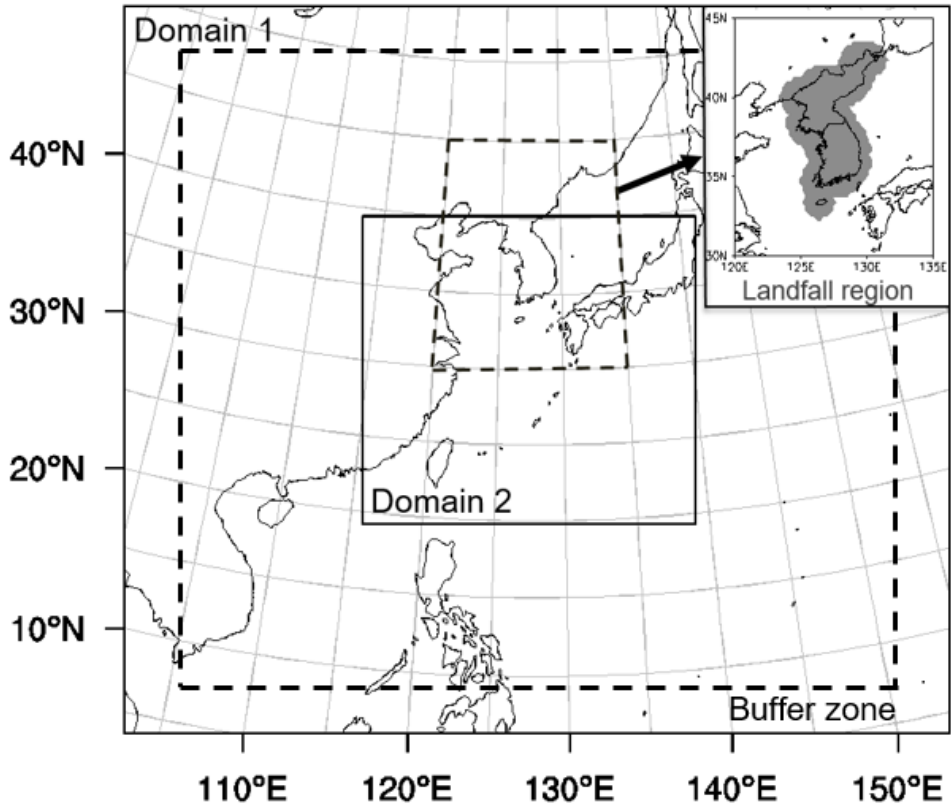 Domain 1
45N
40N
35N
30N
120E
125E
130E
135E
Landfall region
40°N
30°N
20°N
10°N
Domain 2
Buffer zone
110°E
120°E
130°E
140°E
150°E